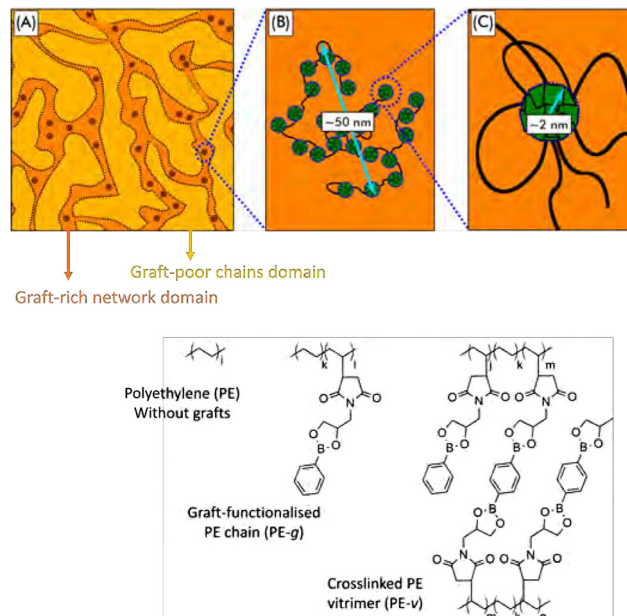 (A)
(B)
(C)
~50 nm
~2 nm
Graft-poor chains domain
Graft-rich network domain
i
k
l
j
k
m
Polyethylene (PE)
Without grafts
O
N
O
O
N
O
O
N
O
O
B
O
O
B
O
O
B
O
O
B
O
Graft-functionalised
PE chain (PE-g)
B
O
O
B
O
O
O
N
O
O
N
O
Crosslinked PE
vitrimer (PE-v)